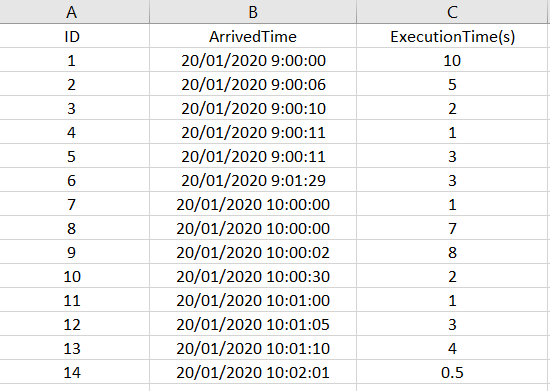 A B C
ID ArrivedTime ExecutionTime(s)
1 20/01/2020 9:00:00 10
2 20/01/2020 9:00:06 5
3 20/01/2020 9:00:10 2
4 20/01/2020 9:00:11 1
5 20/01/2020 9:00:11 3
6 20/01/2020 9:01:29 3
7 20/01/2020 10:00:00 1
8 20/01/2020 10:00:00 7
9 20/01/2020 10:00:02 8
10 20/01/2020 10:00:30 2
11 20/01/2020 10:01:00 1
12 20/01/2020 10:01:05 3
13 20/01/2020 10:01:10 4
14 20/01/2020 10:02:01 0.5